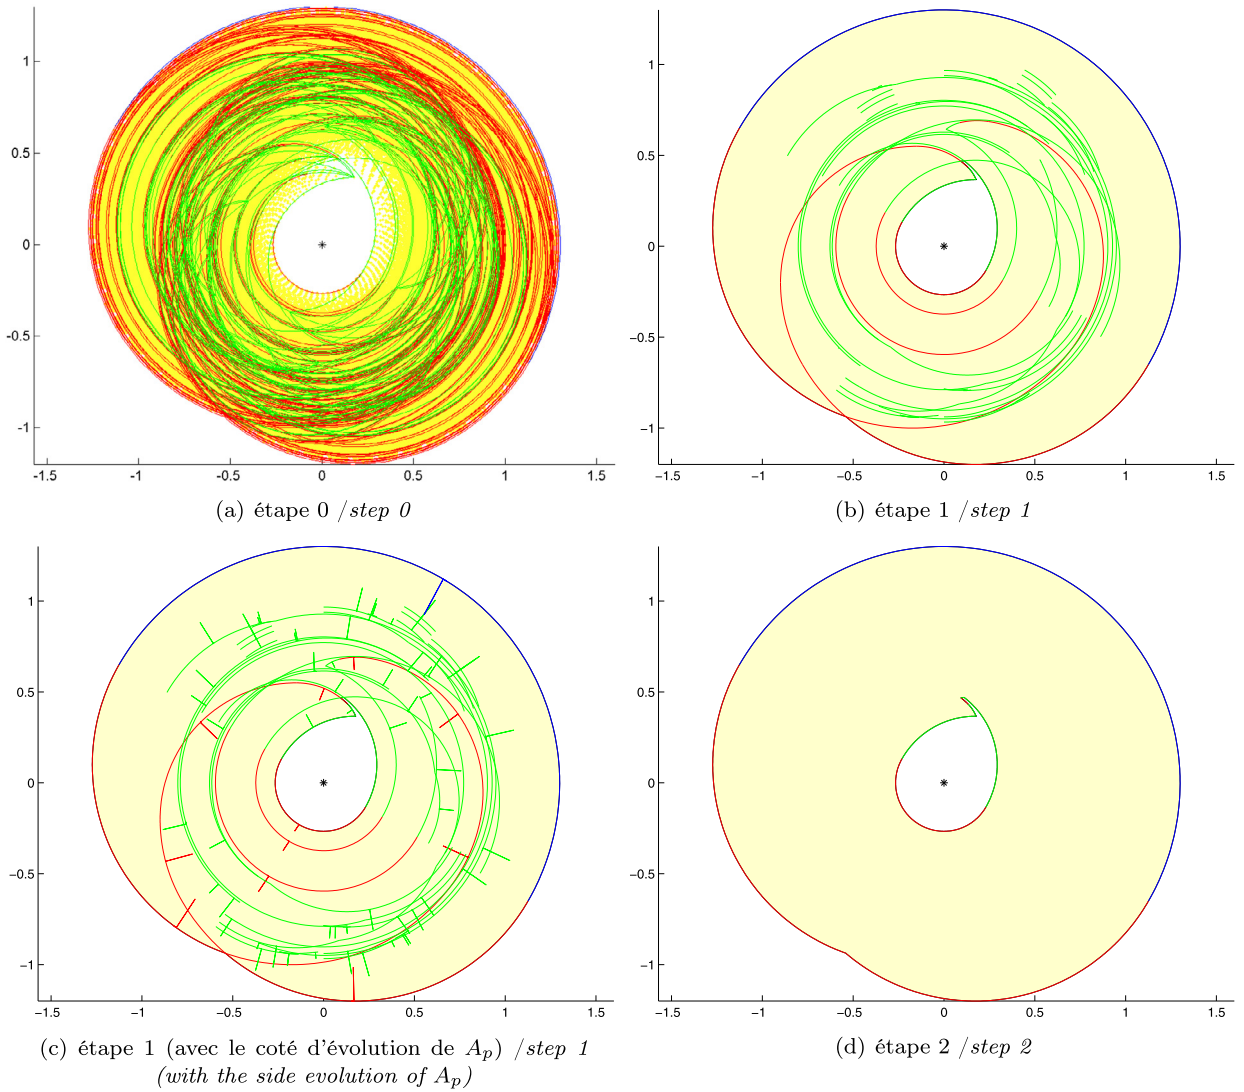 1
0.5
0
-0.5
-1
-1.5 -1 -0.5 0 0.5 1 1.5
(a) étape 0 /step 0
1
0.5
0
−0.5
−1
−1.5 −1 −0.5 0 0.5 1 1.5
(b) étape 1 /step 1
1
0.5
0
−0.5
−1
−1.5 −1 −0.5 0 0.5 1 1.5
(c) étape 1 (avec le coté d'évolution de Ap) /step 1
(with the side evolution of Ap)
1
0.5
0
−0.5
−1
−1.5 −1 −0.5 0 0.5 1 1.5
(d) étape 2 /step 2